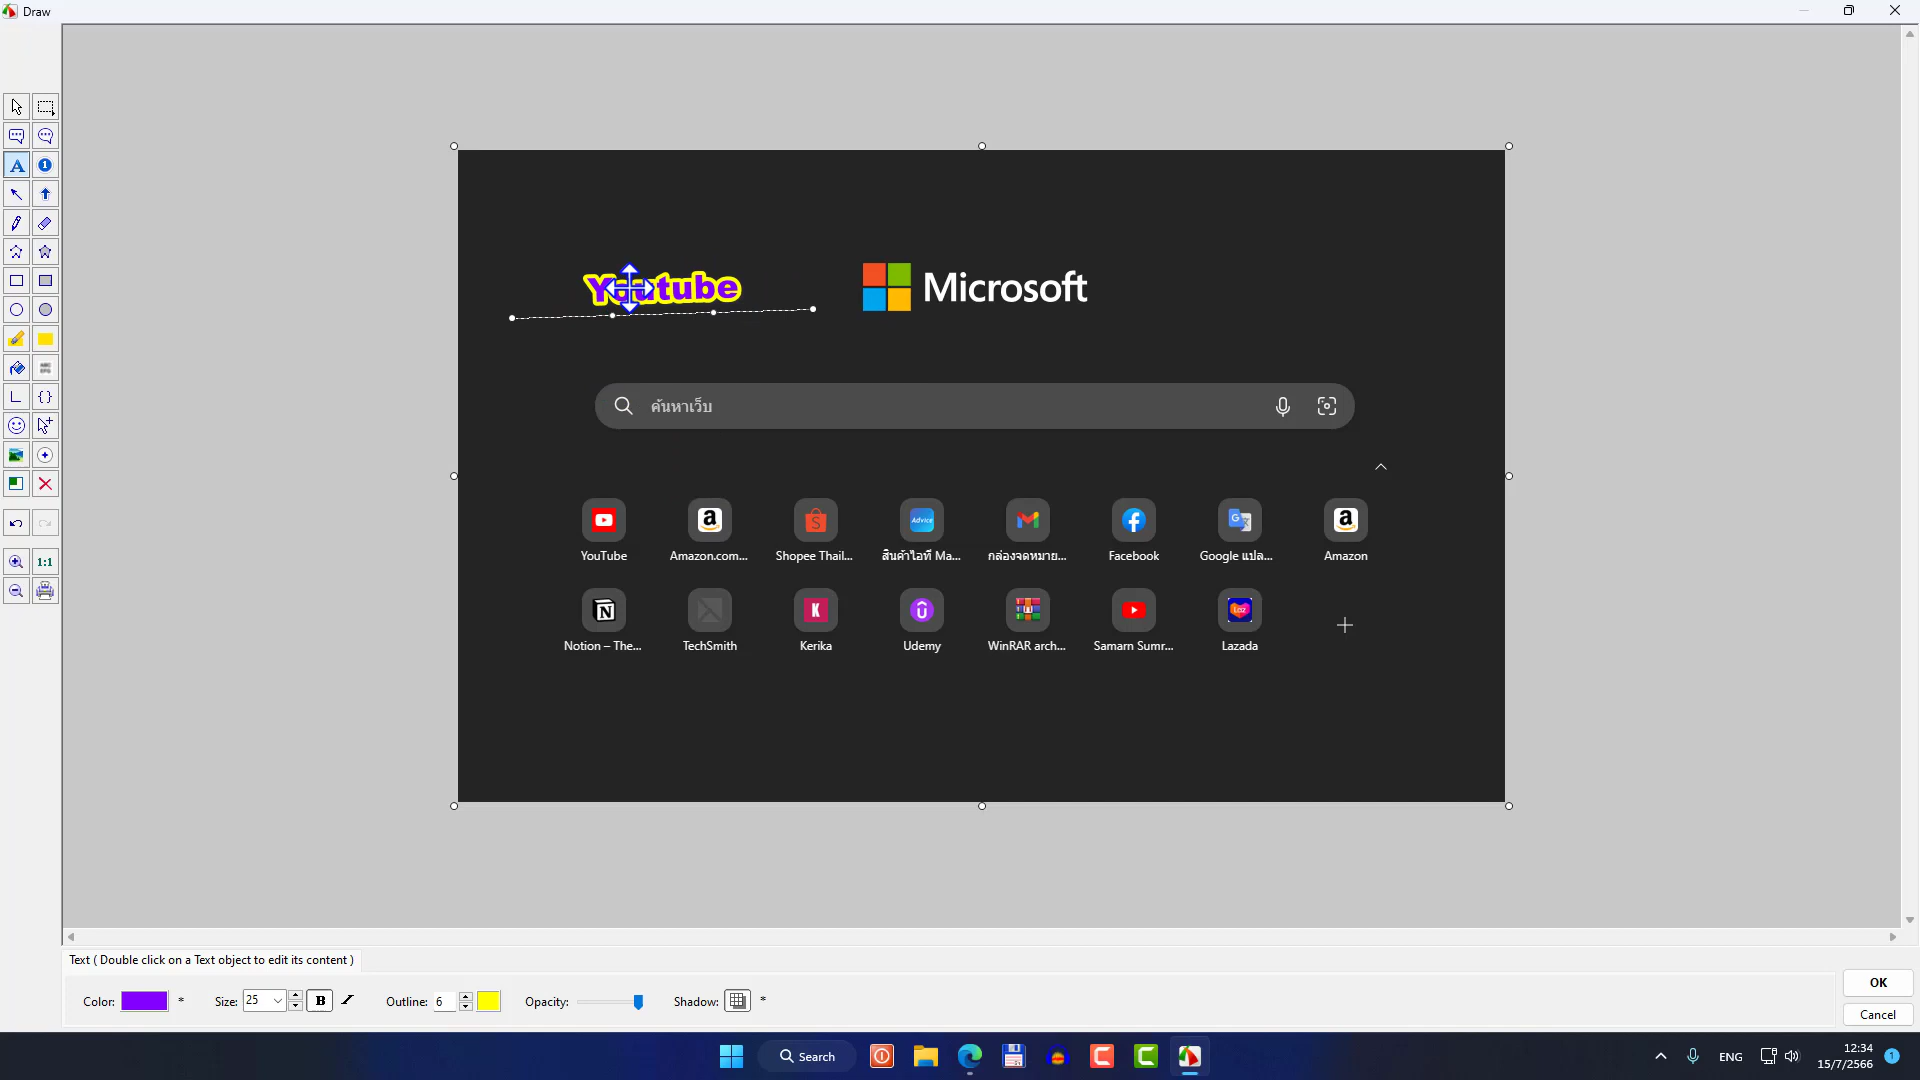 Draw
Youtube
Microsoft
ค้นหาเว็บ
YouTube
Amazon.com...
Shopee Thail...
สินค้าไอที Ma...
กล่องจดหมาย...
Facebook
Google แปล...
Amazon
Notion – The...
TechSmith
Kerika
Udemy
WinRAR arch...
Samarn Sumr...
Lazada
1:1
Text ( Double click on a Text object to edit its content )
Color: * Size: 25 B I Outline: 6 Opacity: Shadow: *
OK
Cancel
Search
ENG
12:34
15/7/2566
1